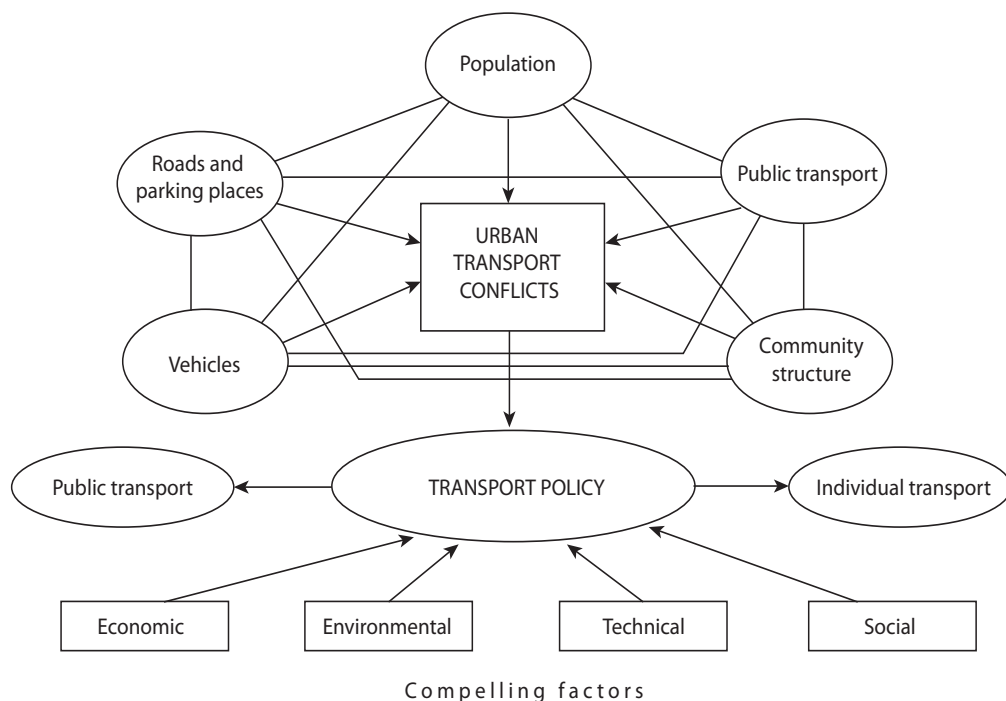 Population
Roads and
parking places
Public transport
URBAN
TRANSPORT
CONFLICTS
Vehicles
Community
structure
Public transport
TRANSPORT POLICY
Individual transport
Economic
Environmental
Technical
Social
Compelling factors